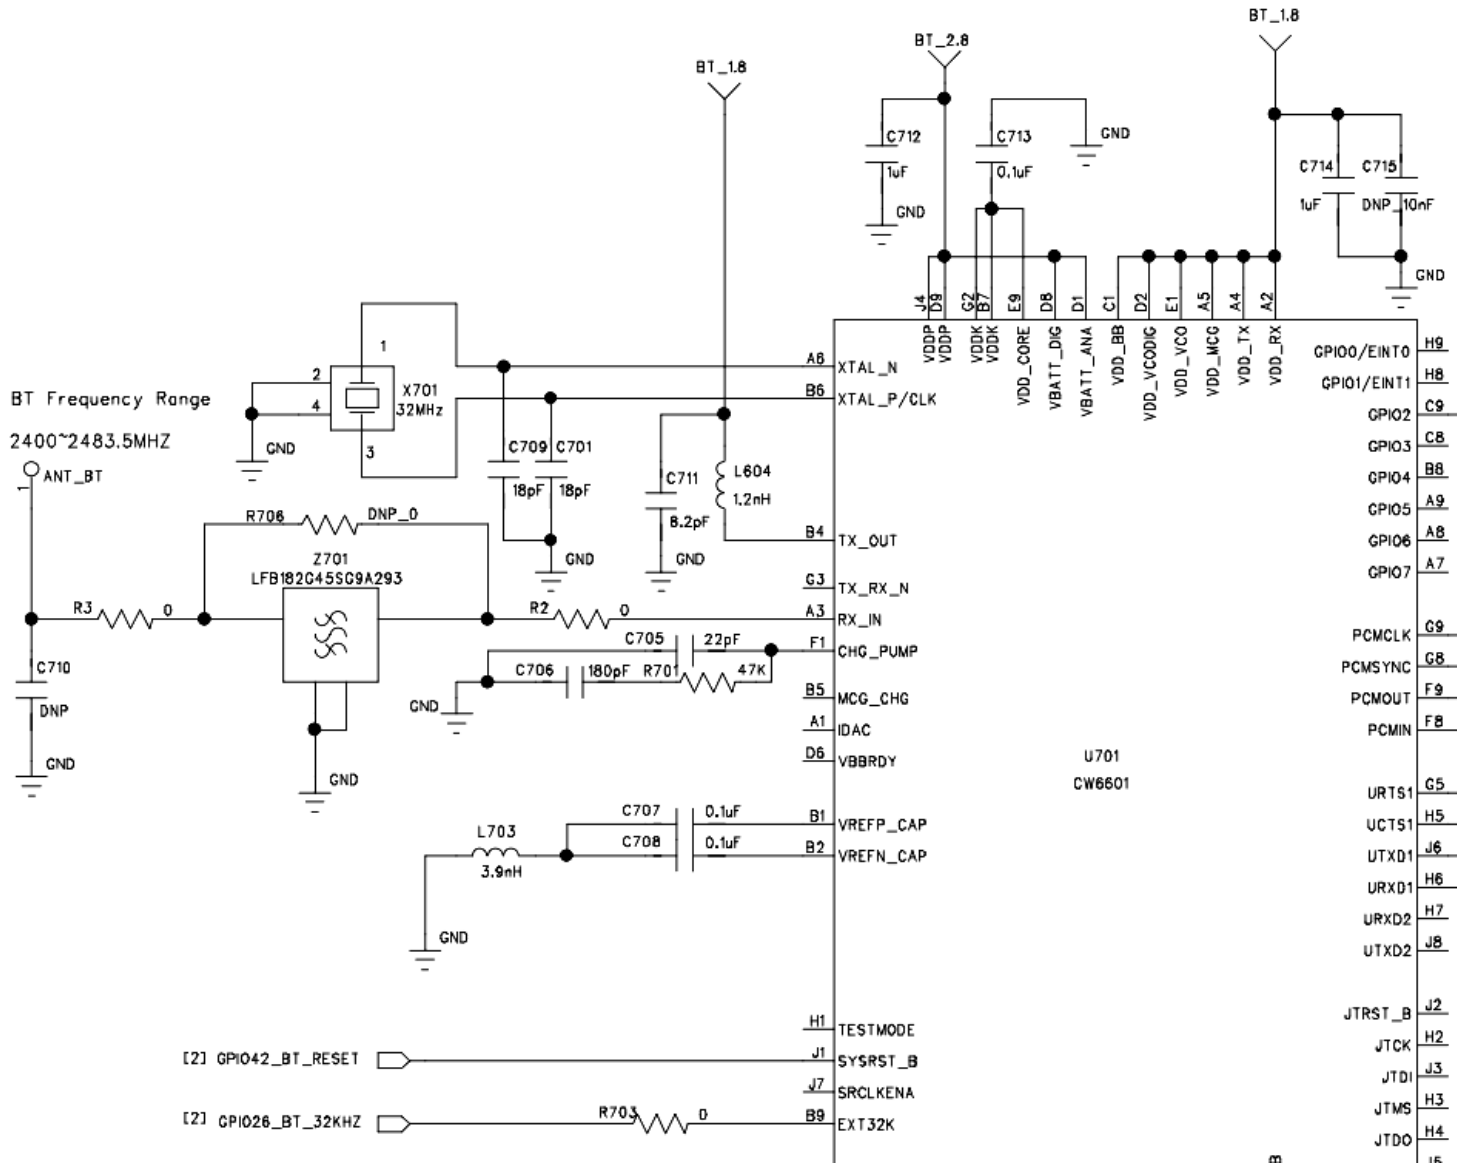 BT_1.8
BT_2.8
BT_1.8
C712
1uF
GND
C713
0.1uF
GND
C714
1uF
C715
DNP_10nF
GND
J4
D9
G2
B7
E9
D8
D1
C1
D2
E1
A5
A4
A2
VDDP
VDDP
VDDK
VDDK
VDD_CORE
VBATT_DIG
VBATT_ANA
VDD_BB
VDD_VCODIG
VDD_VCO
VDD_MCG
VDD_TX
VDD_RX
1
2
4
3
X701
32MHz
GND
BT Frequency Range
2400~2483.5MHZ
1
ANT_BT
C709
18pF
C701
18pF
GND
C711
8.2pF
GND
L604
1.2nH
R706
DNP_0
Z701
LFB182G45SG9A293
R3
0
R2
0
C710
DNP
GND
GND
C705
22pF
C706
180pF
R701
47K
GND
L703
3.9nH
C707
0.1uF
C708
0.1uF
GND
A6 XTAL_N
B6 XTAL_P/CLK
B4 TX_OUT
G3 TX_RX_N
A3 RX_IN
F1 CHG_PUMP
B5 MCG_CHG
A1 IDAC
D6 VBBRDY
B1 VREFP_CAP
B2 VREFN_CAP
H1 TESTMODE
[2] GPIO42_BT_RESET
J1 SYSRST_B
J7 SRCLKENA
[2] GPIO26_BT_32KHZ
R703
0
B9 EXT32K
U701
CW6601
GPIO0/EINT0 H9
GPIO1/EINT1 H8
GPIO2 C9
GPIO3 C8
GPIO4 B8
GPIO5 A9
GPIO6 A8
GPIO7 A7
PCMCLK G9
PCMSYNC G8
PCMOUT F9
PCMIN F8
URTS1 G5
UCTS1 H5
UTXD1 J6
URXD1 H6
URXD2 H7
UTXD2 J8
JTRST_B J2
JTCK H2
JTDI J3
JTMS H3
JTDO H4